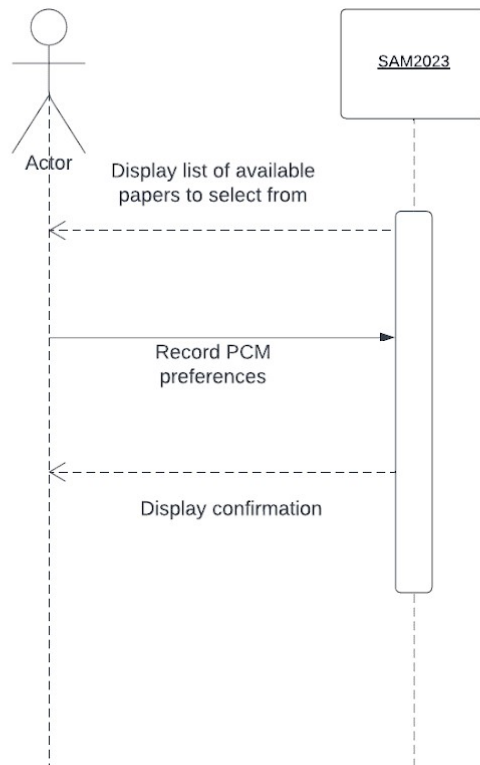 SAM2023
Actor
Display list of available
papers to select from
Record PCM
preferences
Display confirmation